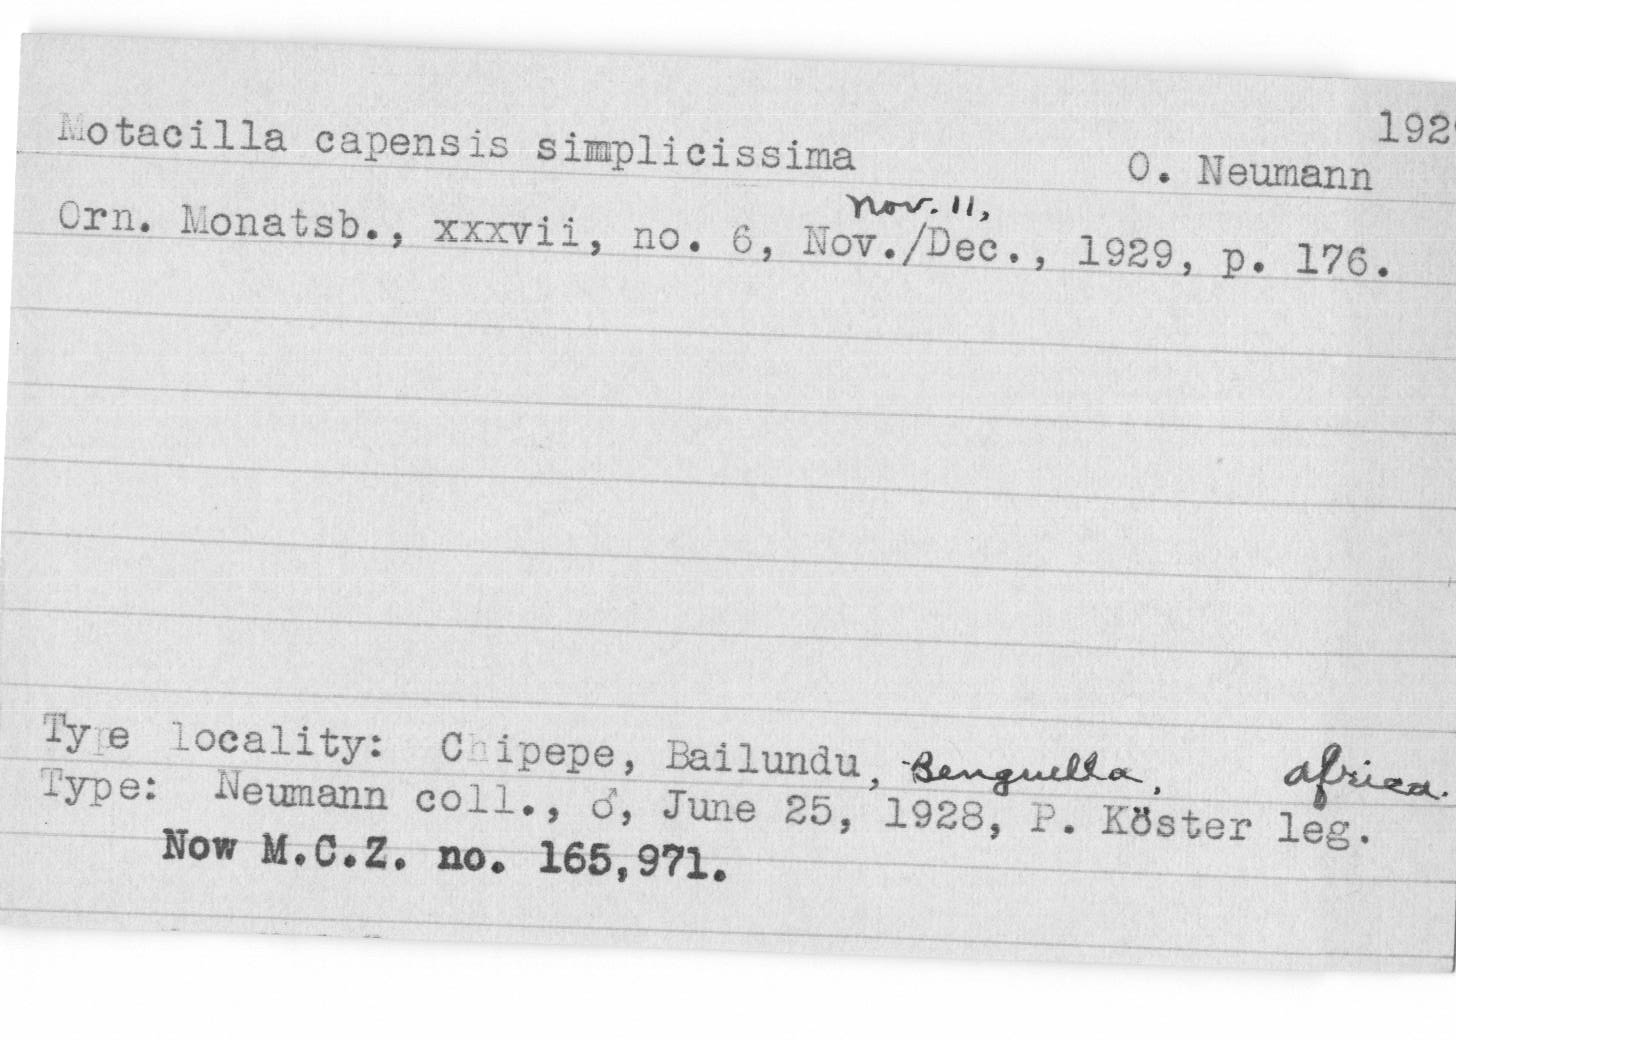 1929
Motacilla capensis simplicissima O. Neumann
Nov. 11,
Orn. Monatsb., xxxvii, no. 6, Nov./Dec., 1929, p. 176.
Type locality: Chipepe, Bailundu, Benguella, Africa.
Type: Neumann coll., ♂, June 25, 1928, P. Köster leg.
Now M.C.Z. no. 165,971.